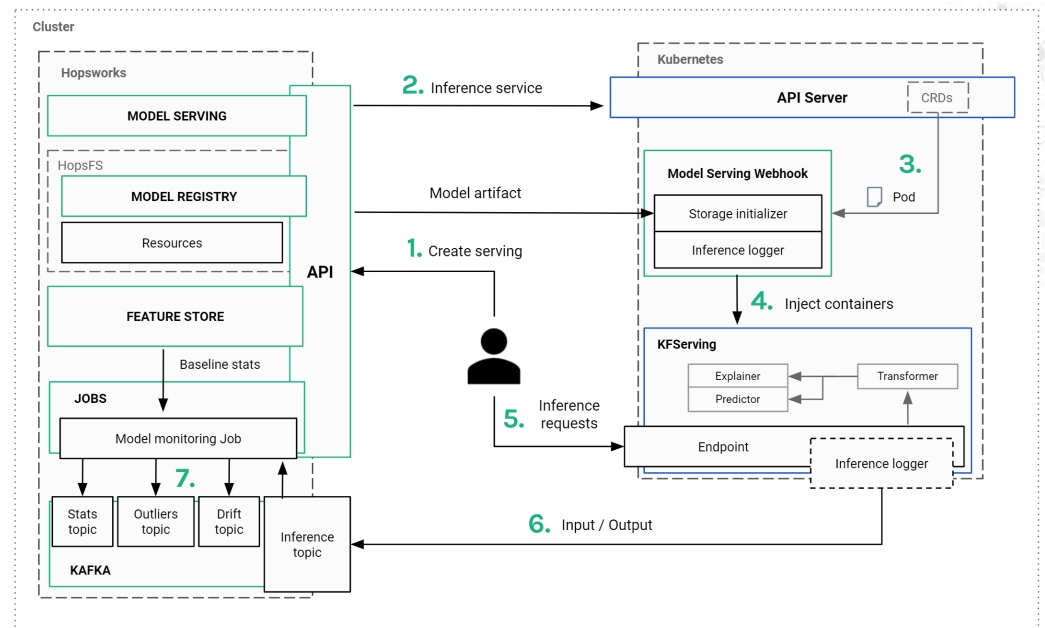 Cluster
Hopsworks
MODEL SERVING
HopsFS
MODEL REGISTRY
Resources
API
FEATURE STORE
Baseline stats
JOBS
Model monitoring Job
7.
Stats
topic
Outliers
topic
Drift
topic
Inference
topic
KAFKA
2. Inference service
Model artifact
1. Create serving
5. Inference
requests
6. Input / Output
Kubernetes
API Server
CRDs
3.
Pod
Model Serving Webhook
Storage initializer
Inference logger
4. Inject containers
KFServing
Explainer
Predictor
Transformer
Endpoint
Inference logger